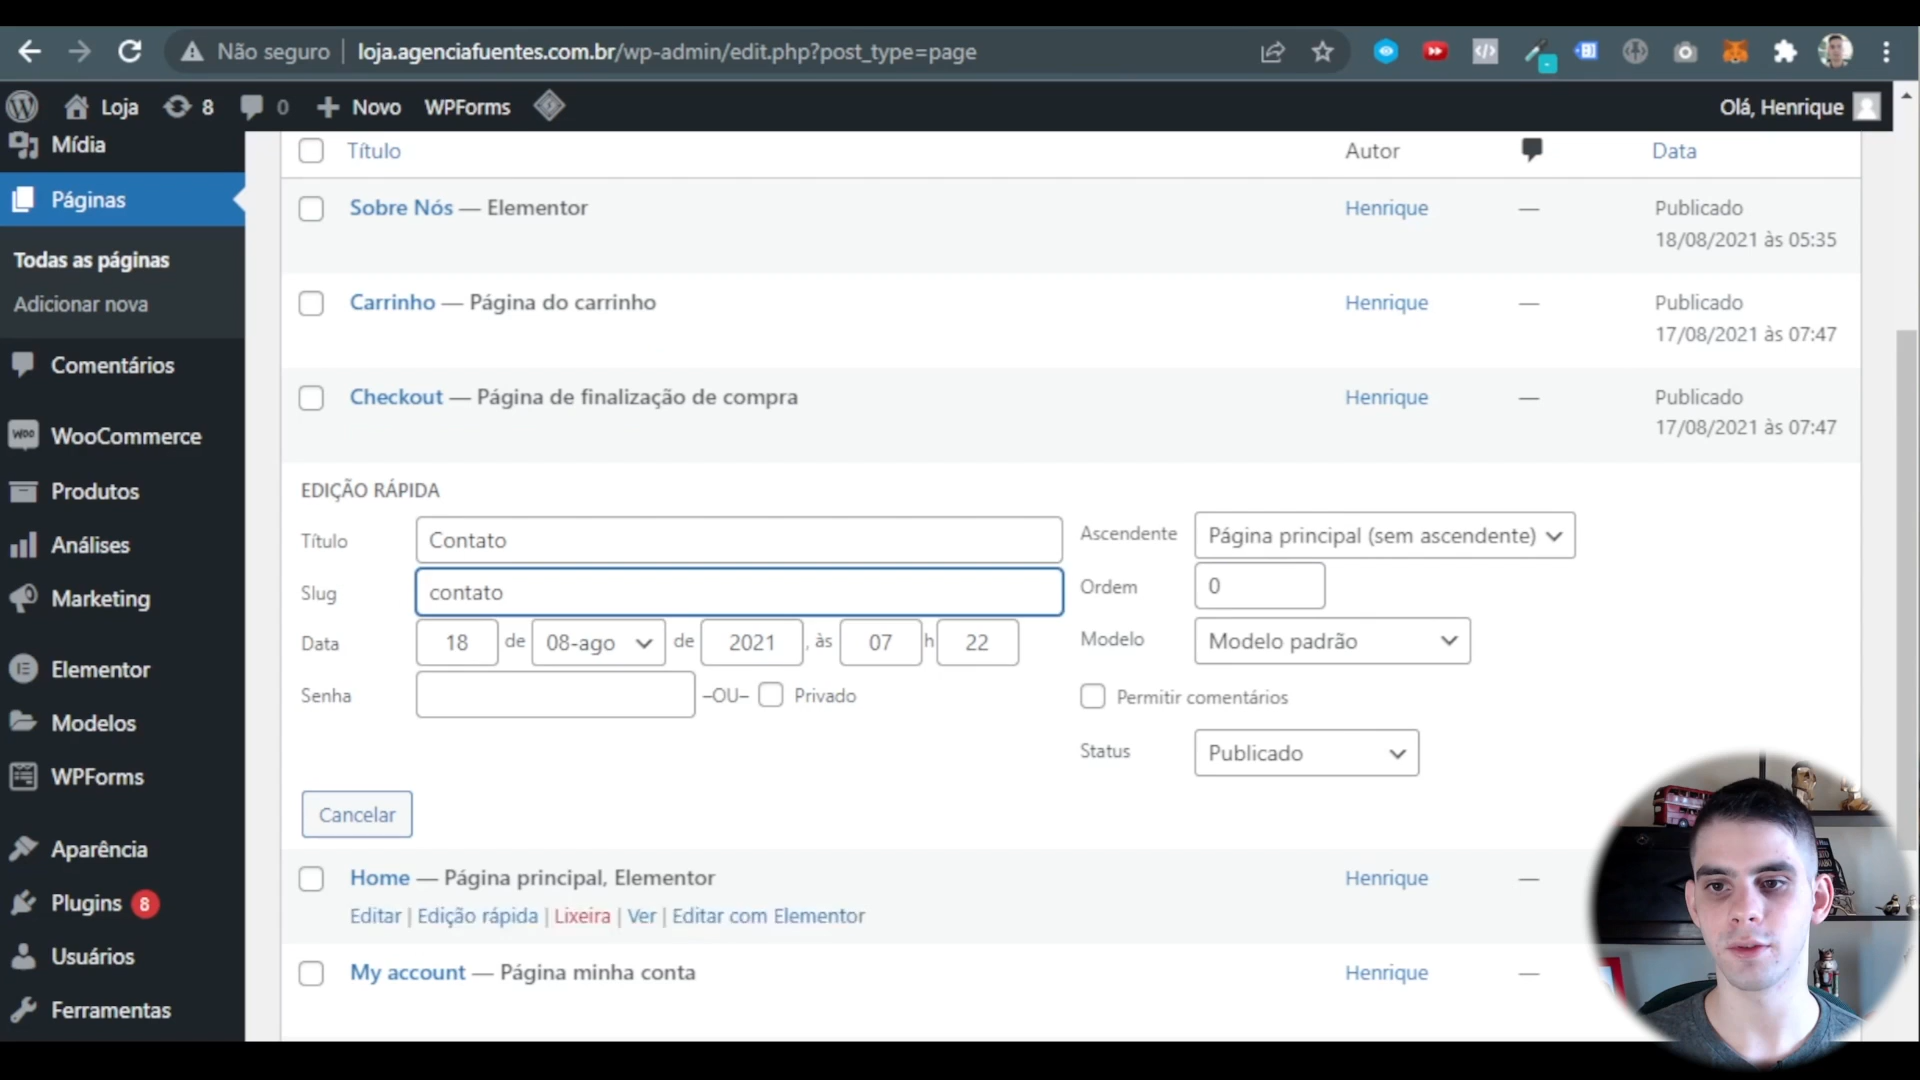 Não seguro loja.agenciafuentes.com.br/wp-admin/edit.php?post_type=page
Loja 8 0 Novo WPForms Olá, Henrique
Mídia
Páginas
Todas as páginas
Adicionar nova
Comentários
WooCommerce
Produtos
Análises
Marketing
Elementor
Modelos
WPForms
Aparência
Plugins 8
Usuários
Ferramentas
Título Autor Data
Sobre Nós — Elementor Henrique — Publicado
18/08/2021 às 05:35
Carrinho — Página do carrinho Henrique — Publicado
17/08/2021 às 07:47
Checkout — Página de finalização de compra Henrique — Publicado
17/08/2021 às 07:47
EDIÇÃO RÁPIDA
Título Contato
Slug contato
Data 18 de 08-ago de 2021 , às 07 h 22
Senha –OU– Privado
Ascendente Página principal (sem ascendente)
Ordem 0
Modelo Modelo padrão
Permitir comentários
Status Publicado
Cancelar
Home — Página principal, Elementor Henrique —
Editar | Edição rápida | Lixeira | Ver | Editar com Elementor
My account — Página minha conta Henrique —